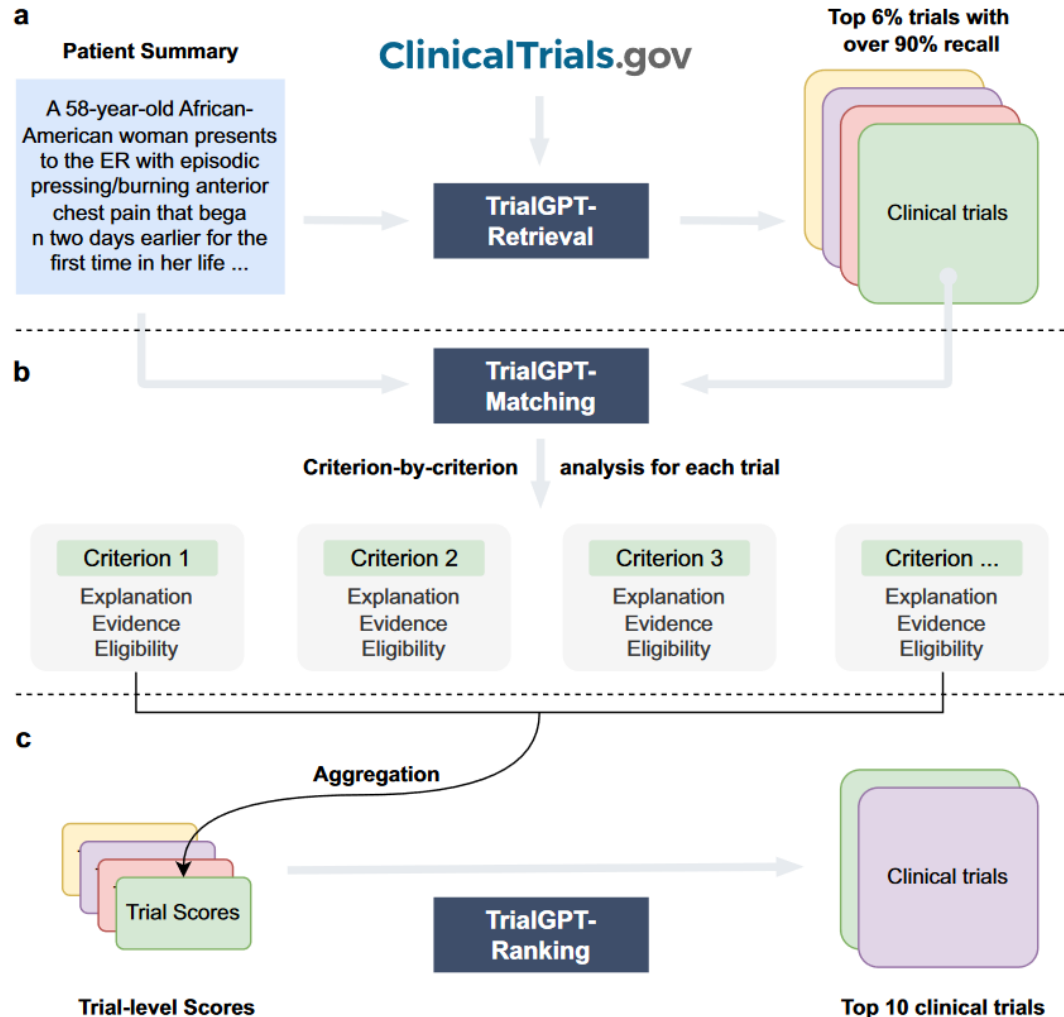 a
Patient Summary
A 58-year-old African-
American woman presents
to the ER with episodic
pressing/burning anterior
chest pain that bega
n two days earlier for the
first time in her life ...
ClinicalTrials.gov
TrialGPT-
Retrieval
Top 6% trials with
over 90% recall
Clinical trials
b
TrialGPT-
Matching
Criterion-by-criterion analysis for each trial
Criterion 1
Explanation
Evidence
Eligibility
Criterion 2
Explanation
Evidence
Eligibility
Criterion 3
Explanation
Evidence
Eligibility
Criterion ...
Explanation
Evidence
Eligibility
c
Aggregation
Trial Scores
Trial-level Scores
TrialGPT-
Ranking
Clinical trials
Top 10 clinical trials